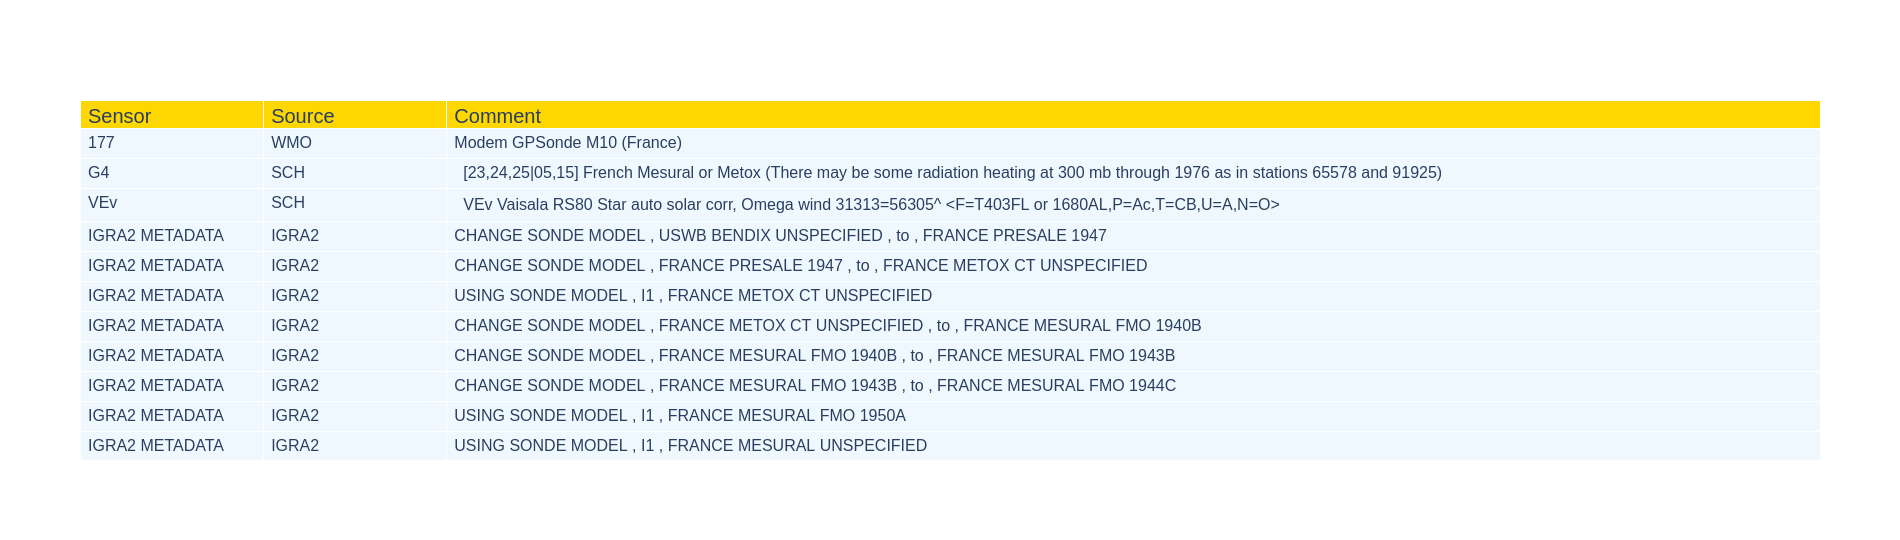 Sensor Source Comment
177 WMO Modem GPSonde M10 (France)
G4 SCH [23,24,25|05,15] French Mesural or Metox (There may be some radiation heating at 300 mb through 1976 as in stations 65578 and 91925)
VEv SCH VEv Vaisala RS80 Star auto solar corr, Omega wind 31313=56305^ <F=T403FL or 1680AL,P=Ac,T=CB,U=A,N=O>
IGRA2 METADATA IGRA2 CHANGE SONDE MODEL , USWB BENDIX UNSPECIFIED , to , FRANCE PRESALE 1947
IGRA2 METADATA IGRA2 CHANGE SONDE MODEL , FRANCE PRESALE 1947 , to , FRANCE METOX CT UNSPECIFIED
IGRA2 METADATA IGRA2 USING SONDE MODEL , I1 , FRANCE METOX CT UNSPECIFIED
IGRA2 METADATA IGRA2 CHANGE SONDE MODEL , FRANCE METOX CT UNSPECIFIED , to , FRANCE MESURAL FMO 1940B
IGRA2 METADATA IGRA2 CHANGE SONDE MODEL , FRANCE MESURAL FMO 1940B , to , FRANCE MESURAL FMO 1943B
IGRA2 METADATA IGRA2 CHANGE SONDE MODEL , FRANCE MESURAL FMO 1943B , to , FRANCE MESURAL FMO 1944C
IGRA2 METADATA IGRA2 USING SONDE MODEL , I1 , FRANCE MESURAL FMO 1950A
IGRA2 METADATA IGRA2 USING SONDE MODEL , I1 , FRANCE MESURAL UNSPECIFIED